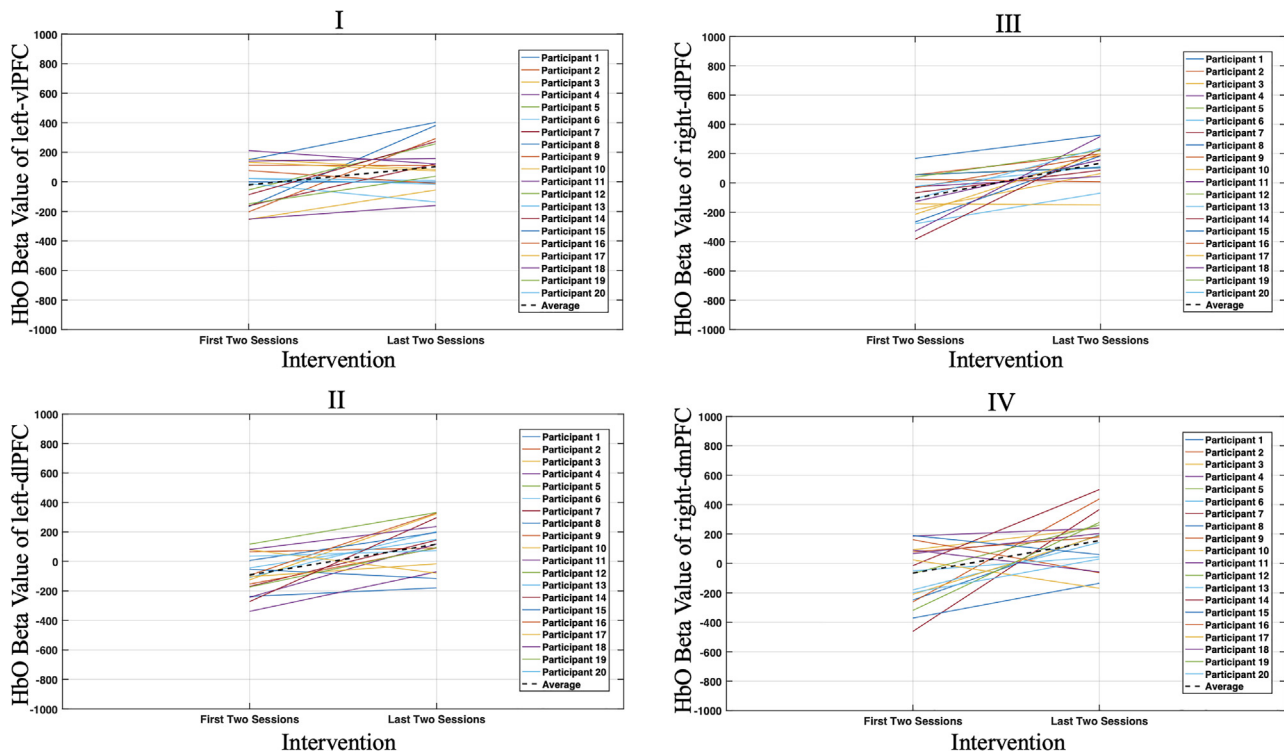 I
HbO Beta Value of left-vlPFC
1000
800
600
400
200
0
-200
-400
-600
-800
-1000
First Two Sessions
Last Two Sessions
Intervention
Participant 1
Participant 2
Participant 3
Participant 4
Participant 5
Participant 6
Participant 7
Participant 8
Participant 9
Participant 10
Participant 11
Participant 12
Participant 13
Participant 14
Participant 15
Participant 16
Participant 17
Participant 18
Participant 19
Participant 20
Average
III
HbO Beta Value of right-dlPFC
1000
800
600
400
200
0
-200
-400
-600
-800
-1000
First Two Sessions
Last Two Sessions
Intervention
Participant 1
Participant 2
Participant 3
Participant 4
Participant 5
Participant 6
Participant 7
Participant 8
Participant 9
Participant 10
Participant 11
Participant 12
Participant 13
Participant 14
Participant 15
Participant 16
Participant 17
Participant 18
Participant 19
Participant 20
Average
II
HbO Beta Value of left-dlPFC
1000
800
600
400
200
0
-200
-400
-600
-800
-1000
First Two Sessions
Last Two Sessions
Intervention
Participant 1
Participant 2
Participant 3
Participant 4
Participant 5
Participant 6
Participant 7
Participant 8
Participant 9
Participant 10
Participant 11
Participant 12
Participant 13
Participant 14
Participant 15
Participant 16
Participant 17
Participant 18
Participant 19
Participant 20
Average
IV
HbO Beta Value of right-dmPFC
1000
800
600
400
200
0
-200
-400
-600
-800
-1000
First Two Sessions
Last Two Sessions
Intervention
Participant 1
Participant 2
Participant 3
Participant 4
Participant 5
Participant 6
Participant 7
Participant 8
Participant 9
Participant 10
Participant 11
Participant 12
Participant 13
Participant 14
Participant 15
Participant 16
Participant 17
Participant 18
Participant 19
Participant 20
Average